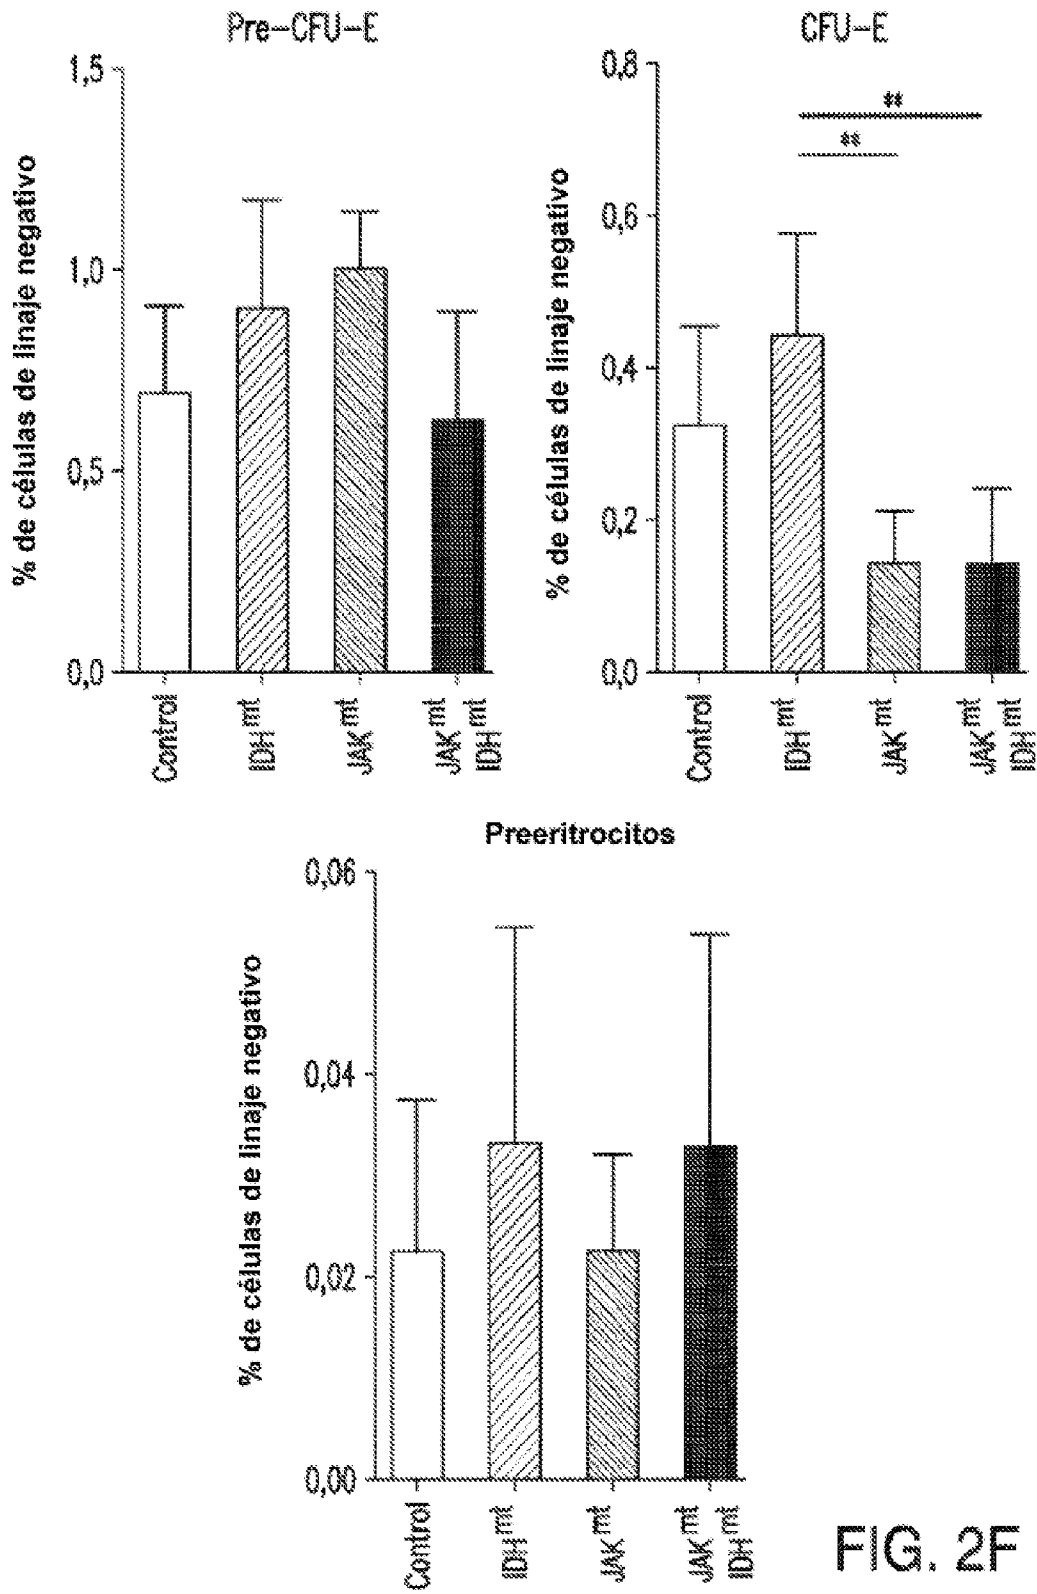 Pre-CFU-E
% de células de linaje negativo
1,5
1,0
0,5
0,0
Control
IDH^mt
JAK^mt
JAK^mt
IDH^mt
CFU-E
% de células de linaje negativo
0,8
0,6
0,4
0,2
0,0
**
**
Control
IDH^mt
JAK^mt
JAK^mt
IDH^mt
Preeritrocitos
% de células de linaje negativo
0,06
0,04
0,02
0,00
Control
IDH^mt
JAK^mt
JAK^mt
IDH^mt
FIG. 2F